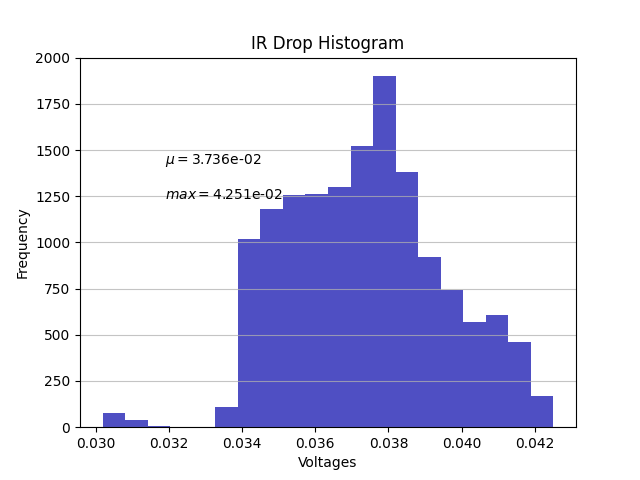 IR Drop Histogram
2000
1750
1500
1250
1000
750
500
250
0
Frequency
μ = 3.736e-02
max = 4.251e-02
0.030 0.032 0.034 0.036 0.038 0.040 0.042
Voltages